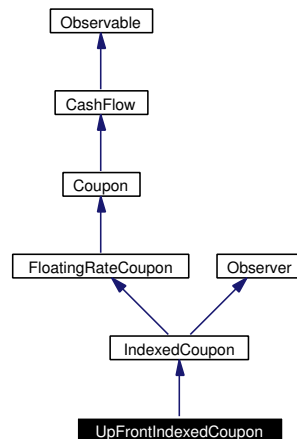 Observable
CashFlow
Coupon
FloatingRateCoupon
Observer
IndexedCoupon
UpFrontIndexedCoupon